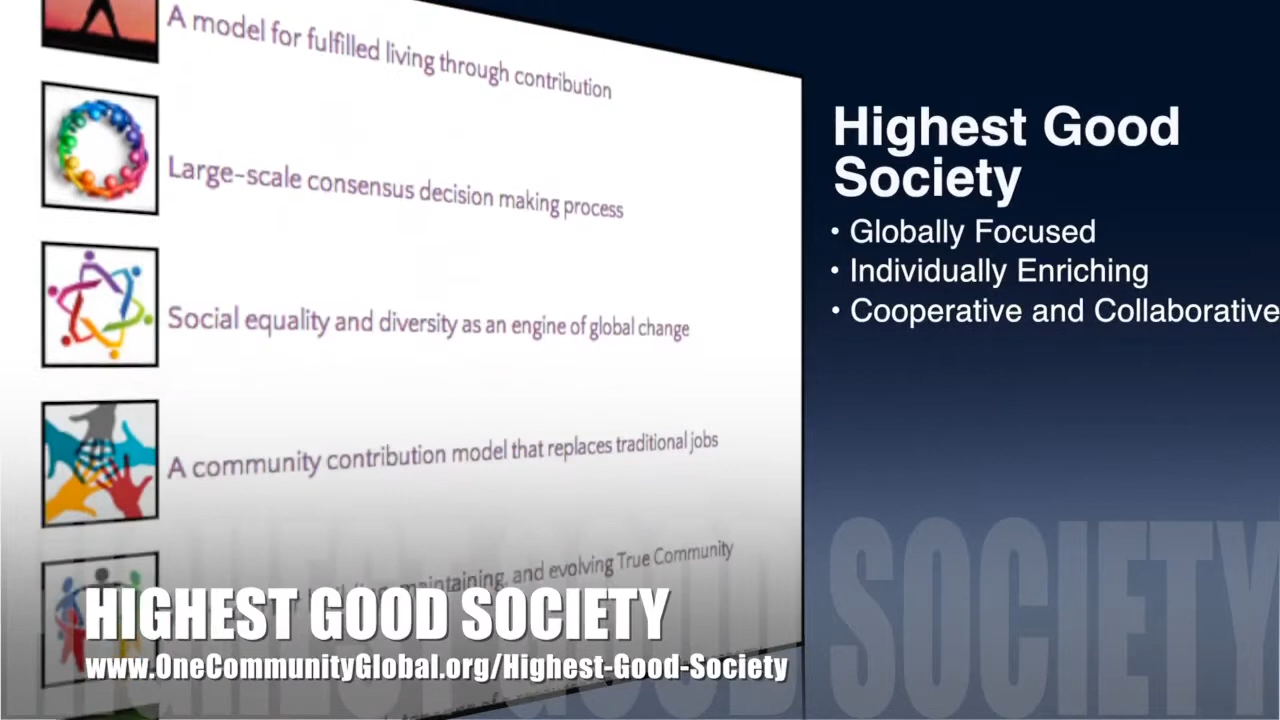 A model for fulfilled living through contribution
Large-scale consensus decision making process
Social equality and diversity as an engine of global change
A community contribution model that replaces traditional jobs
maintaining, and evolving True Community
Highest Good
Society
• Globally Focused
• Individually Enriching
• Cooperative and Collaborative
HIGHEST GOOD SOCIETY
HIGHEST GOOD SOCIETY
www.OneCommunityGlobal.org/Highest-Good-Society